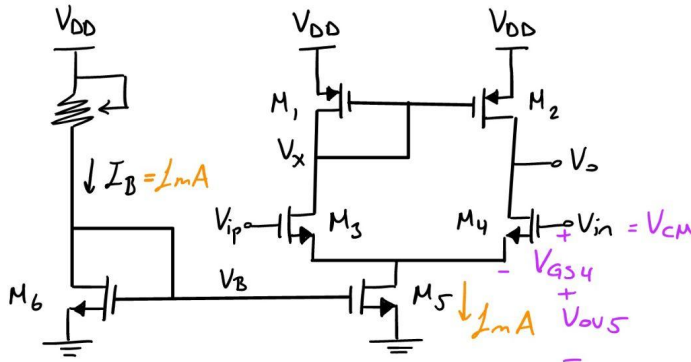 VDD
VDD
VDD
M1
M2
Vx
Vo
IB = 1mA
Vip
M3
M4
Vin = VCM
+
-
VGS4
M6
VB
M5
1mA
+
VOV5
-